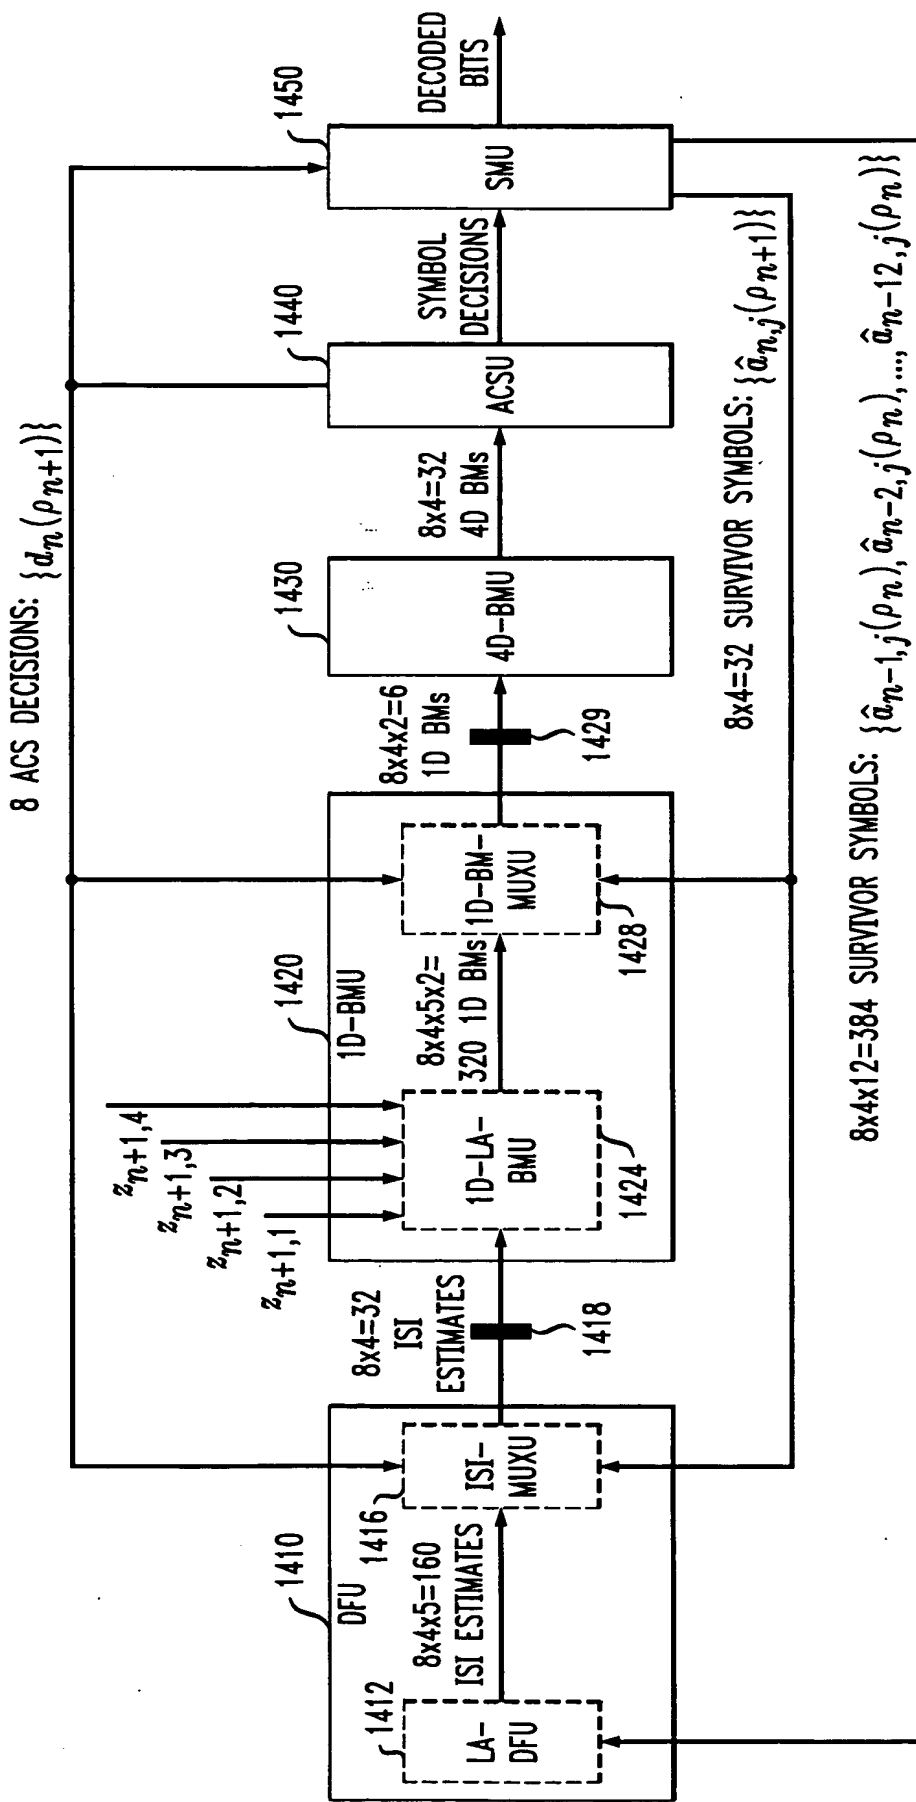 8 ACS DECISIONS: {d_n(ρ_{n+1})}
1410
DFU
1412
LA-
DFU
8x4x5=160
ISI ESTIMATES
1416
ISI-
MUXU
8x4=32
ISI
ESTIMATES
1418
z_{n+1,4}
z_{n+1,3}
z_{n+1,2}
z_{n+1,1}
1420
1D-BMU
1D-LA-
BMU
1424
8x4x5x2=
320 1D BMs
1D-BM-
MUXU
1428
8x4x2=6
1D BMs
1429
1430
4D-BMU
8x4=32
4D BMs
1440
ACSU
SYMBOL
DECISIONS
1450
SMU
DECODED
BITS
8x4=32 SURVIVOR SYMBOLS: {â_{n,j}(ρ_{n+1})}
8x4x12=384 SURVIVOR SYMBOLS: {â_{n-1,j}(ρ_n), â_{n-2,j}(ρ_n), ..., â_{n-12,j}(ρ_n)}